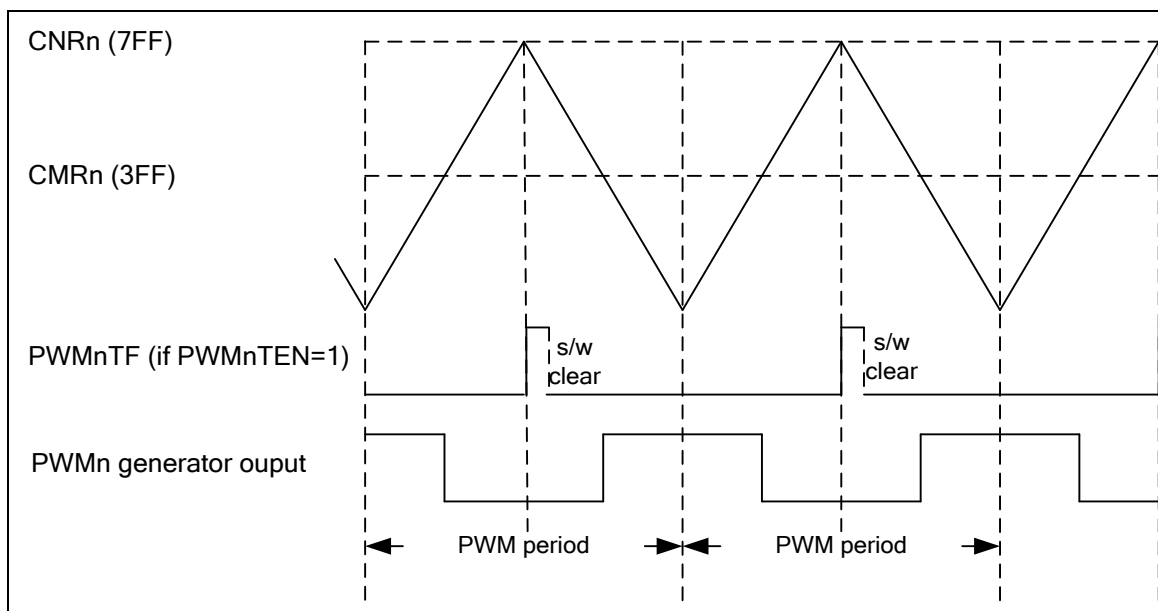 CNRn (7FF)
CMRn (3FF)
PWMnTF (if PWMnTEN=1)
s/w
clear
s/w
clear
PWMn generator ouput
PWM period
PWM period